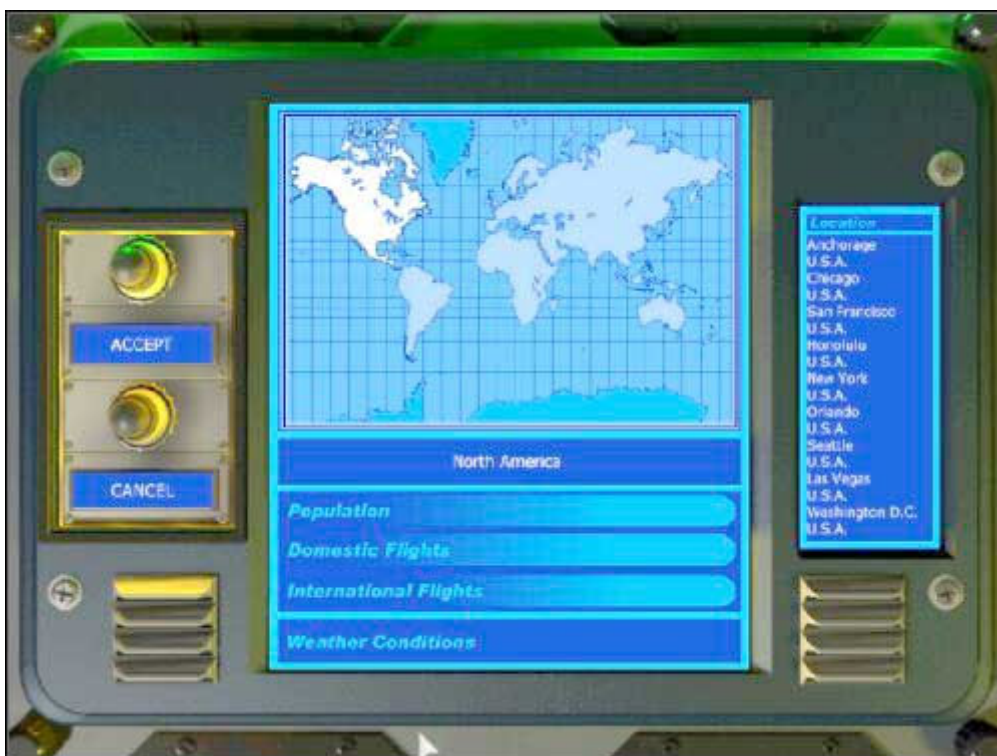 ACCEPT
CANCEL
North America
Population
Domestic Flights
International Flights
Weather Conditions
Location
Anchorage
U.S.A.
Chicago
U.S.A.
San Francisco
U.S.A.
Honolulu
U.S.A.
New York
U.S.A.
Orlando
U.S.A.
Seattle
U.S.A.
Las Vegas
U.S.A.
Washington D.C.
U.S.A.